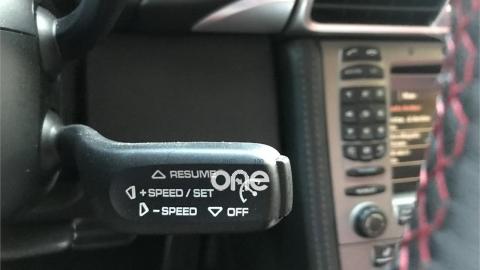 △ RESUME
one
+SPEED / SET
−SPEED ▽ OFF